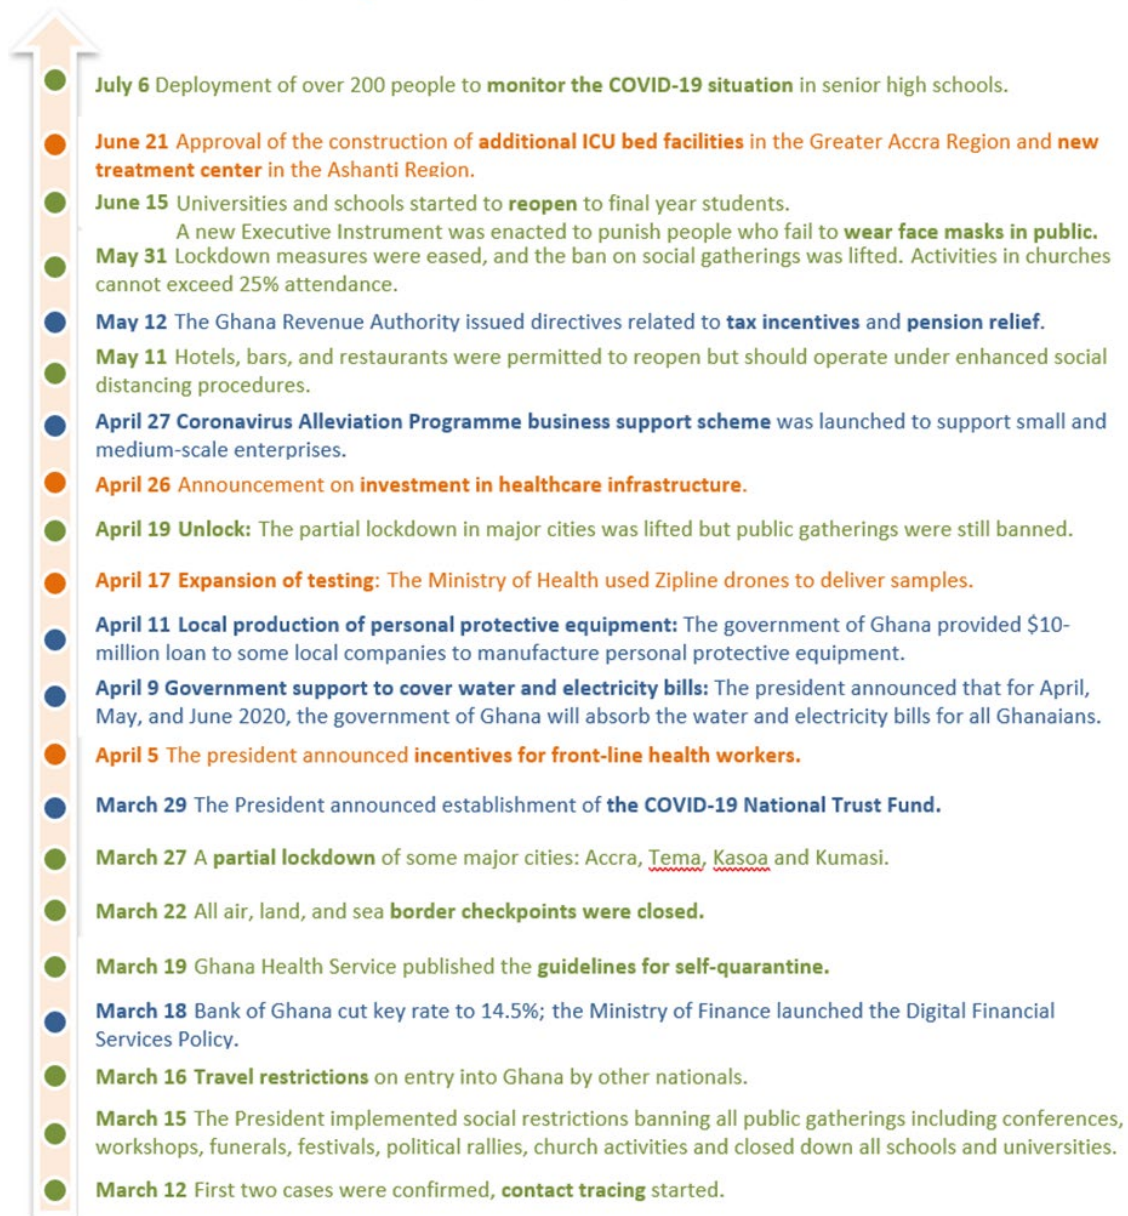 July 6 Deployment of over 200 people to monitor the COVID-19 situation in senior high schools.
June 21 Approval of the construction of additional ICU bed facilities in the Greater Accra Region and new
treatment center in the Ashanti Region.
June 15 Universities and schools started to reopen to final year students.
A new Executive Instrument was enacted to punish people who fail to wear face masks in public.
May 31 Lockdown measures were eased, and the ban on social gatherings was lifted. Activities in churches
cannot exceed 25% attendance.
May 12 The Ghana Revenue Authority issued directives related to tax incentives and pension relief.
May 11 Hotels, bars, and restaurants were permitted to reopen but should operate under enhanced social
distancing procedures.
April 27 Coronavirus Alleviation Programme business support scheme was launched to support small and
medium-scale enterprises.
April 26 Announcement on investment in healthcare infrastructure.
April 19 Unlock: The partial lockdown in major cities was lifted but public gatherings were still banned.
April 17 Expansion of testing: The Ministry of Health used Zipline drones to deliver samples.
April 11 Local production of personal protective equipment: The government of Ghana provided $10-
million loan to some local companies to manufacture personal protective equipment.
April 9 Government support to cover water and electricity bills: The president announced that for April,
May, and June 2020, the government of Ghana will absorb the water and electricity bills for all Ghanaians.
April 5 The president announced incentives for front-line health workers.
March 29 The President announced establishment of the COVID-19 National Trust Fund.
March 27 A partial lockdown of some major cities: Accra, Tema, Kasoa and Kumasi.
March 22 All air, land, and sea border checkpoints were closed.
March 19 Ghana Health Service published the guidelines for self-quarantine.
March 18 Bank of Ghana cut key rate to 14.5%; the Ministry of Finance launched the Digital Financial
Services Policy.
March 16 Travel restrictions on entry into Ghana by other nationals.
March 15 The President implemented social restrictions banning all public gatherings including conferences,
workshops, funerals, festivals, political rallies, church activities and closed down all schools and universities.
March 12 First two cases were confirmed, contact tracing started.